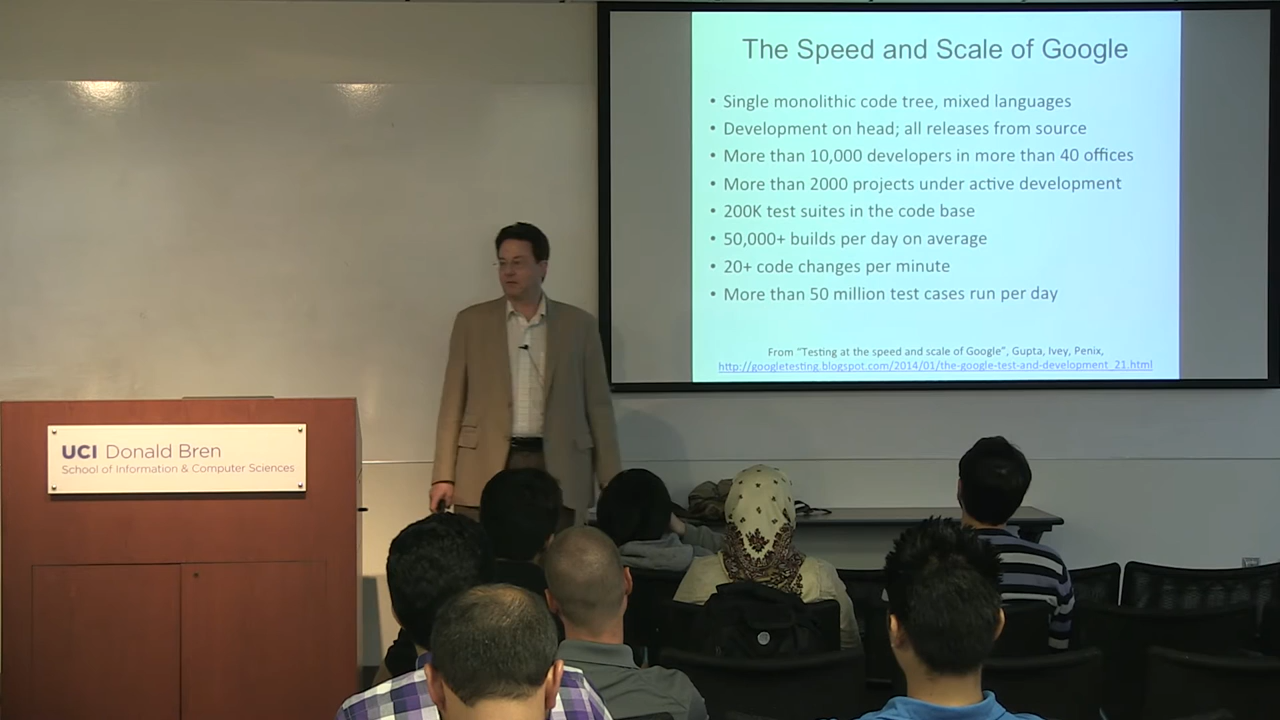 The Speed and Scale of Google
• Single monolithic code tree, mixed languages
• Development on head; all releases from source
• More than 10,000 developers in more than 40 offices
• More than 2000 projects under active development
• 200K test suites in the code base
• 50,000+ builds per day on average
• 20+ code changes per minute
• More than 50 million test cases run per day
From “Testing at the speed and scale of Google”, Gupta, Ivey, Penix,
http://googletesting.blogspot.com/2014/01/the-google-test-and-development_21.html
UCI Donald Bren
School of Information & Computer Sciences